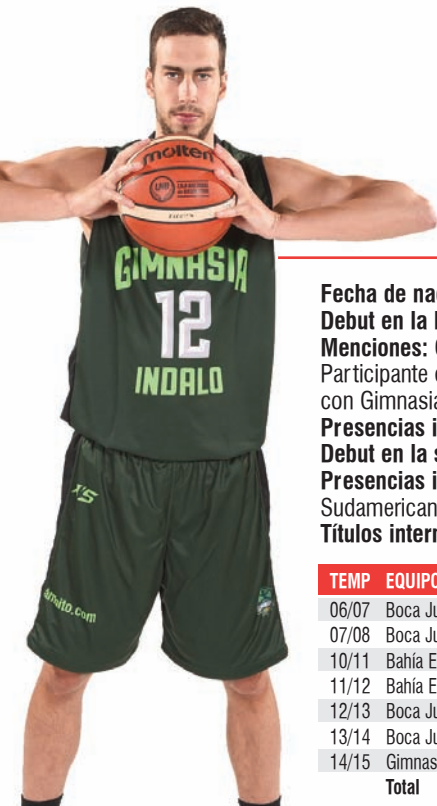 molten
GIMNASIA
12
INDALO
Fecha de na
Debut en la
Menciones:
Participante
con Gimnasia
Presencias i
Debut en la s
Presencias i
Sudamerican
Títulos intern
TEMP EQUIPO
06/07 Boca Ju
07/08 Boca Ju
10/11 Bahía
11/12 Bahía
12/13 Boca Ju
13/14 Boca Ju
14/15 Gimnas
Total